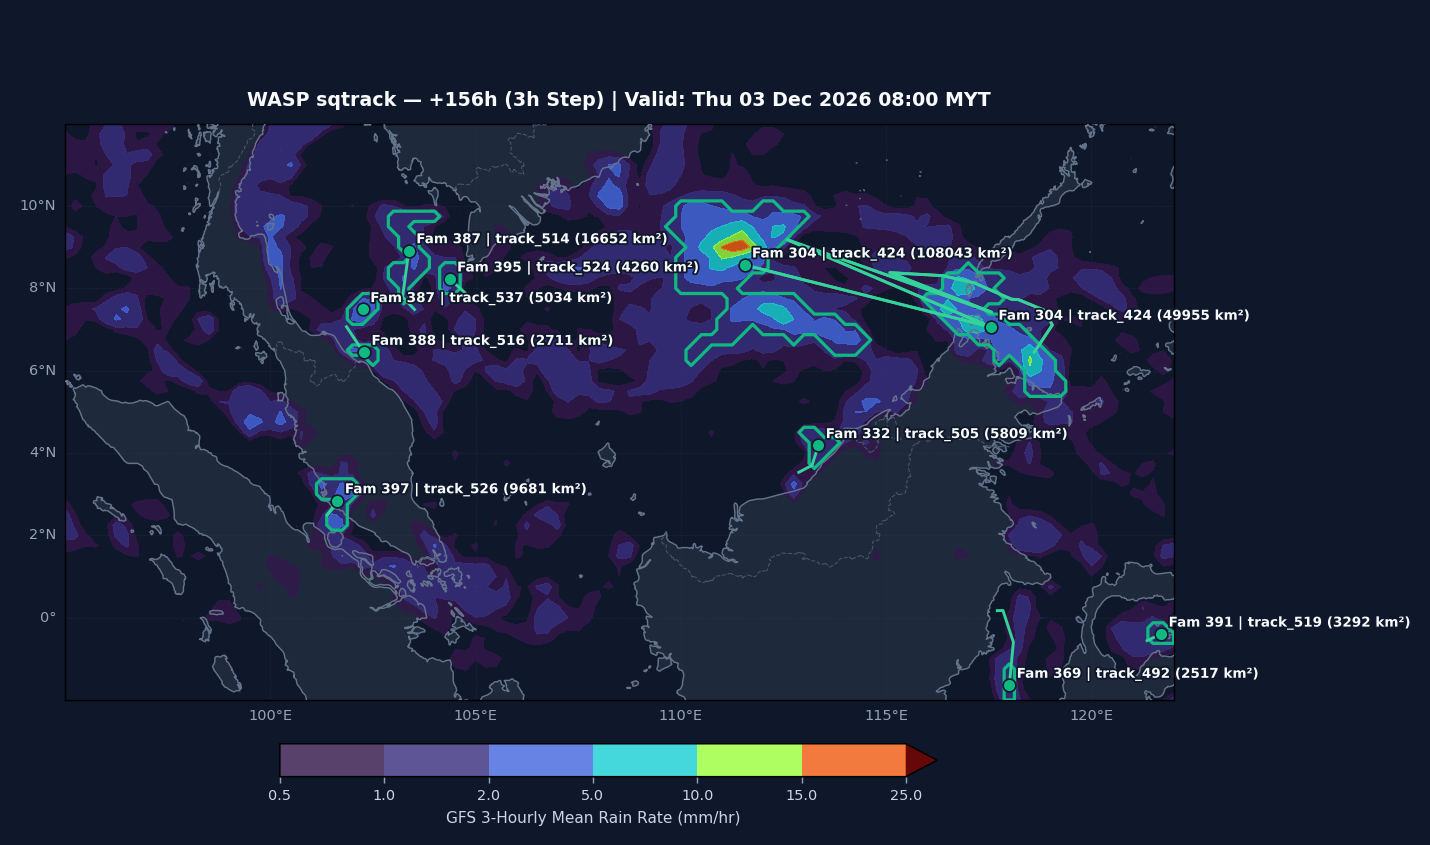 WASP sqtrack — +156h (3h Step) | Valid: Thu 03 Dec 2026 08:00 MYT
10°N
8°N
6°N
4°N
2°N
0°
Fam 387 | track_514 (16652 km²)
Fam 304 | track_424 (108043 km²)
Fam 395 | track_524 (4260 km²)
Fam 387 | track_537 (5034 km²)
Fam 304 | track_424 (49955 km²)
Fam 388 | track_516 (2711 km²)
Fam 332 | track_505 (5809 km²)
Fam 397 | track_526 (9681 km²)
Fam 391 | track_519 (3292 km²)
Fam 369 | track_492 (2517 km²)
100°E 105°E 110°E 115°E 120°E
0.5 1.0 2.0 5.0 10.0 15.0 25.0
GFS 3-Hourly Mean Rain Rate (mm/hr)